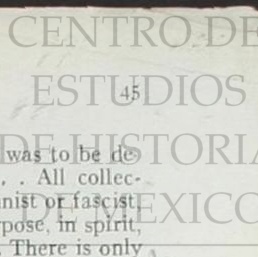 CENTRO DE
ESTUDIOS
45
DE HISTORIA
was to be de-
. . All collec-
nist or fascist,
DE MEXICO
pose, in spirit,
. There is only